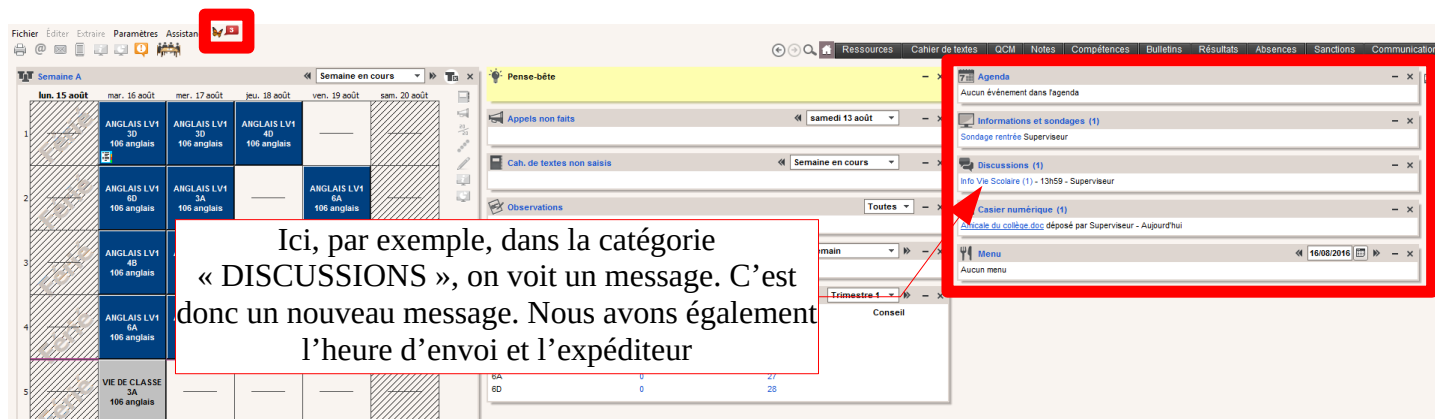 Fichier Éditer Extraire Paramètres Assistan 3
Ressources Cahier de textes QCM Notes Compétences Bulletins Résultats Absences Sanctions Communication
Semaine A Semaine en cours
lun. 15 août mar. 16 août mer. 17 août jeu. 18 août ven. 19 août sam. 20 août
1
ANGLAIS LV1
3D
106 anglais
ANGLAIS LV1
3D
106 anglais
ANGLAIS LV1
4D
106 anglais
2
ANGLAIS LV1
6D
106 anglais
ANGLAIS LV1
3A
106 anglais
ANGLAIS LV1
6A
106 anglais
3
ANGLAIS LV1
4B
106 anglais
4
ANGLAIS LV1
6A
106 anglais
5
VIE DE CLASSE
3A
106 anglais
Férié
Férié
Pense-bête
Appels non faits samedi 13 août
Cah. de textes non saisis Semaine en cours
Observations Toutes
emain
Trimestre 1
Conseil
6A 0 27
6D 0 28
Ici, par exemple, dans la catégorie
« DISCUSSIONS », on voit un message. C’est
donc un nouveau message. Nous avons également
l’heure d’envoi et l’expéditeur
Agenda
Aucun évènement dans l'agenda
Informations et sondages (1)
Sondage rentrée Superviseur
Discussions (1)
Info Vie Scolaire (1) - 13h59 - Superviseur
Casier numérique (1)
Amicale du collège.doc déposé par Superviseur - Aujourd'hui
Menu 16/08/2016
Aucun menu